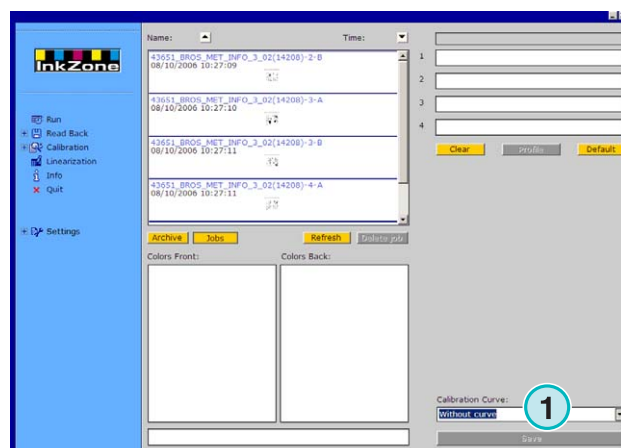 InkZone
Run
Read Back
Calibration
Linearization
Info
Quit
Settings
Name:
Time:
43651_BROS_MET_INFO_3_02(14208)-2-B
08/10/2006 10:27:09
43651_BROS_MET_INFO_3_02(14208)-3-A
08/10/2006 10:27:10
43651_BROS_MET_INFO_3_02(14208)-3-B
08/10/2006 10:27:11
43651_BROS_MET_INFO_3_02(14208)-4-A
08/10/2006 10:27:11
Archive Jobs Refresh Delete job
Colors Front: Colors Back:
1
2
3
4
Clear Profile Default
Calibration Curve:
1
Without curve
Save